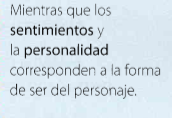 Mientras que los
sentimientos y
la personalidad
corresponden a la forma
de ser del personaje.